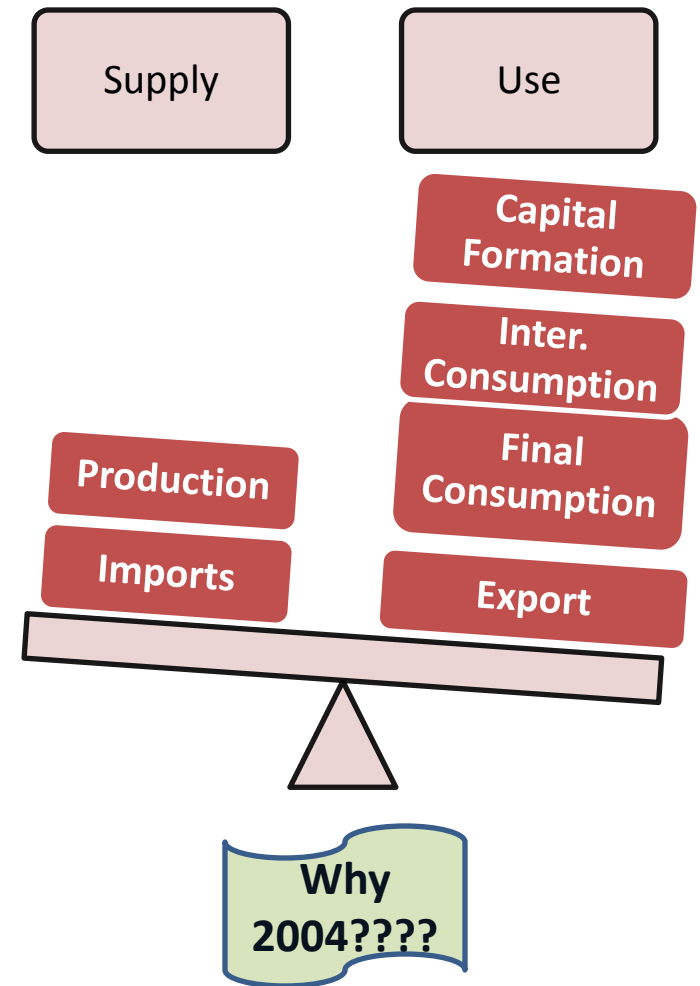 Supply
Use
Capital
Formation
Inter.
Consumption
Final
Consumption
Production
Imports
Export
Why
2004????